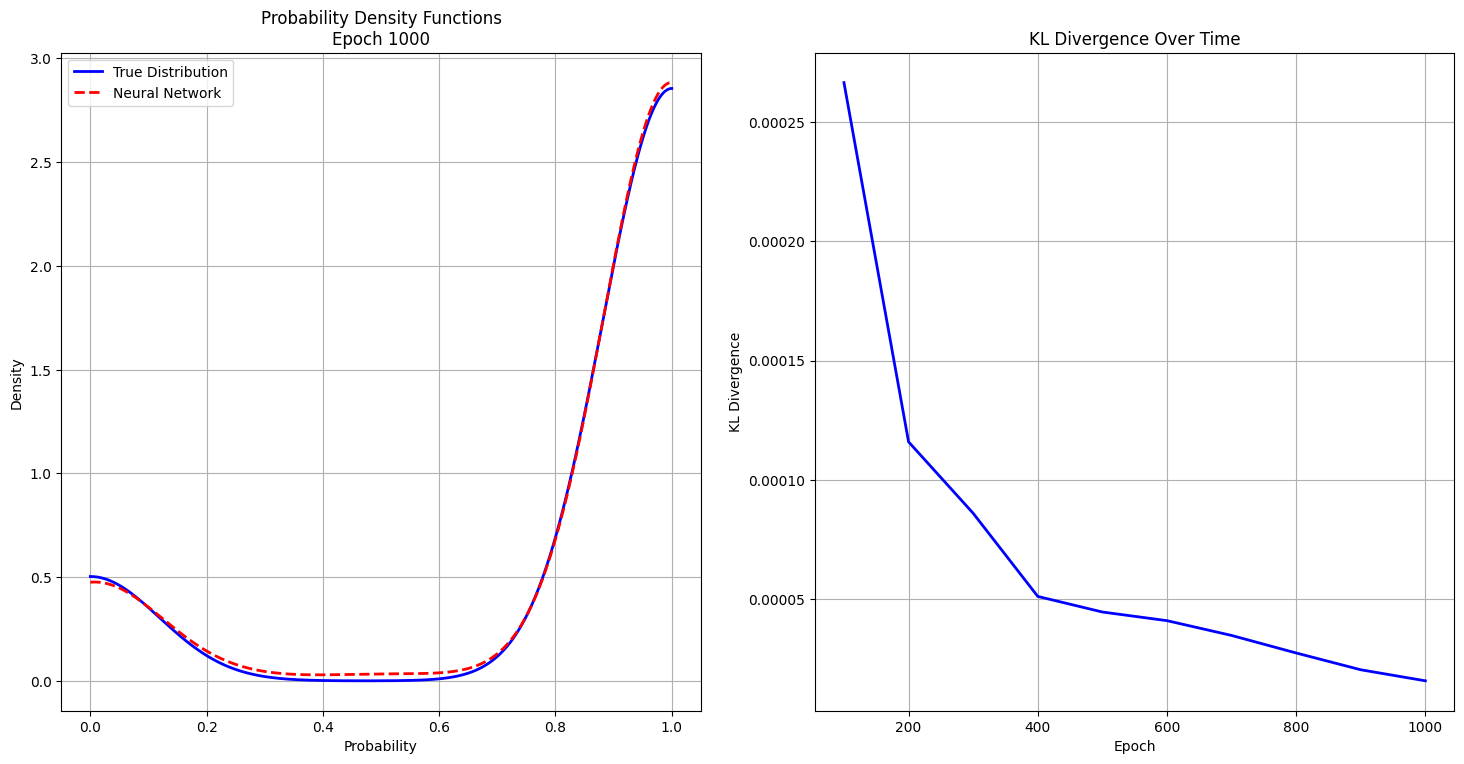 Probability Density Functions
Epoch 1000
True Distribution
Neural Network
3.0
2.5
2.0
1.5
1.0
0.5
0.0
Density
0.0 0.2 0.4 0.6 0.8 1.0
Probability
KL Divergence Over Time
0.00025
0.00020
0.00015
0.00010
0.00005
KL Divergence
200 400 600 800 1000
Epoch